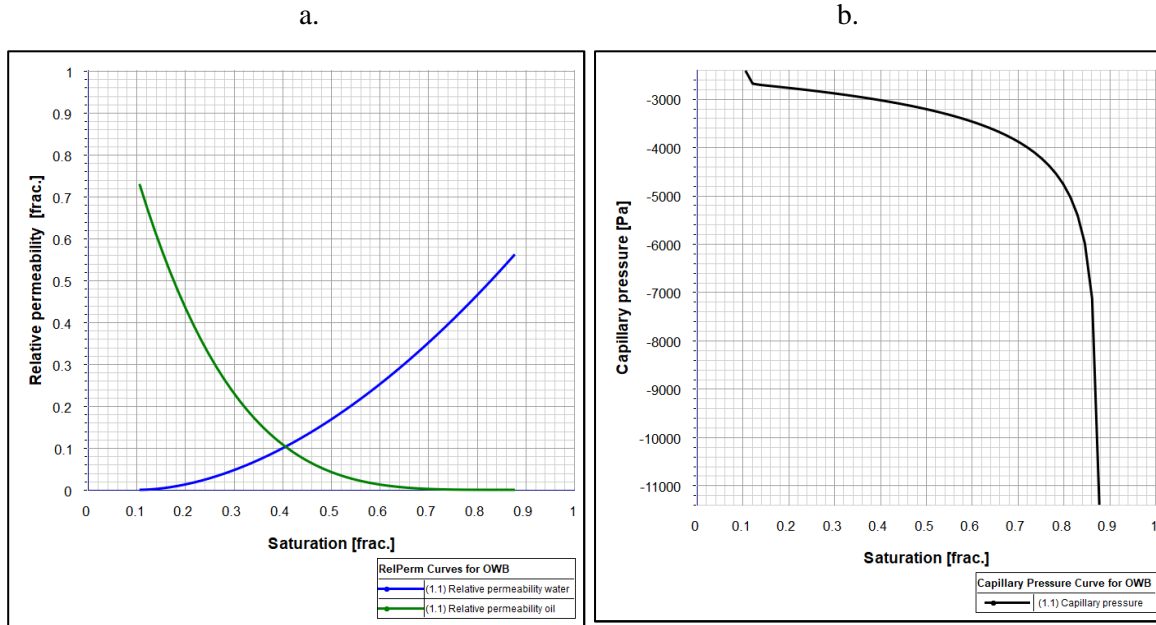 a.
b.
Relative permeability [frac.]
1
0.9
0.8
0.7
0.6
0.5
0.4
0.3
0.2
0.1
0
0 0.1 0.2 0.3 0.4 0.5 0.6 0.7 0.8 0.9 1
Saturation [frac.]
RelPerm Curves for OWB
(1.1) Relative permeability water
(1.1) Relative permeability oil
Capillary pressure [Pa]
-3000
-4000
-5000
-6000
-7000
-8000
-9000
-10000
-11000
0 0.1 0.2 0.3 0.4 0.5 0.6 0.7 0.8 0.9 1
Saturation [frac.]
Capillary Pressure Curve for OWB
(1.1) Capillary pressure